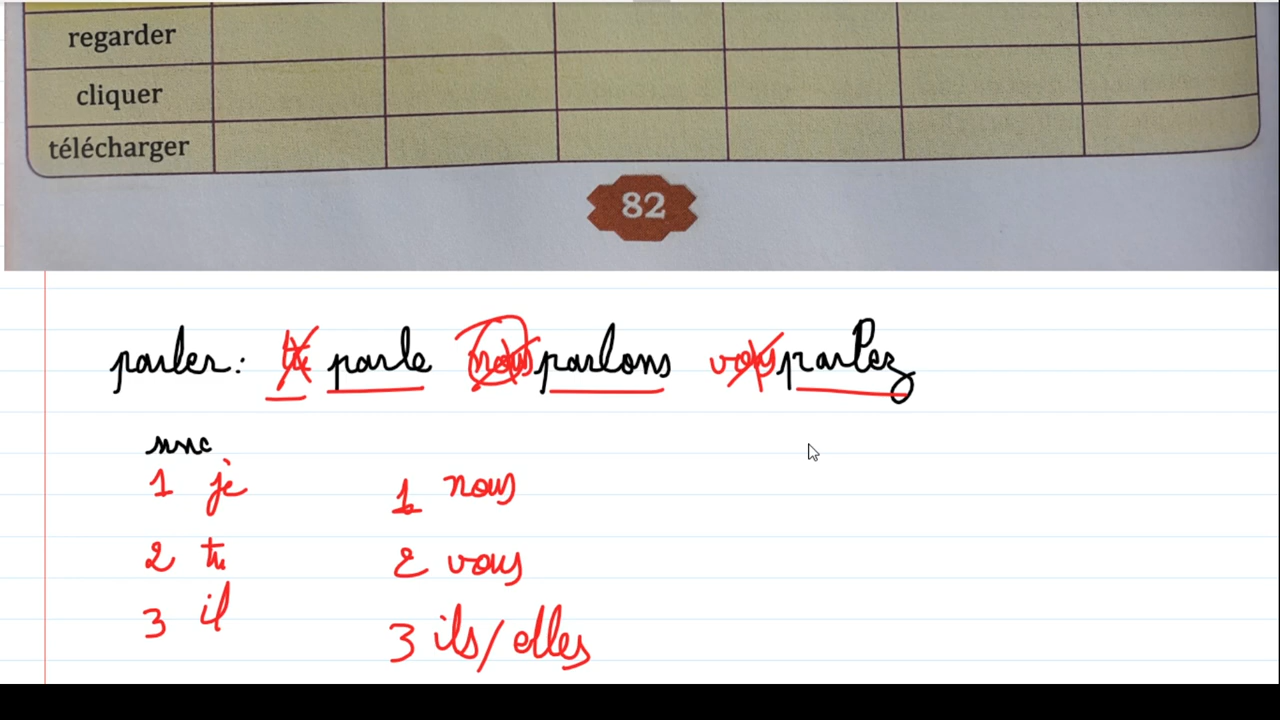 regarder
cliquer
télécharger
82
parler: tu parle nous parlons vous parlez
1 je 1 nous
2 tu 2 vous
3 il 3 ils/elles